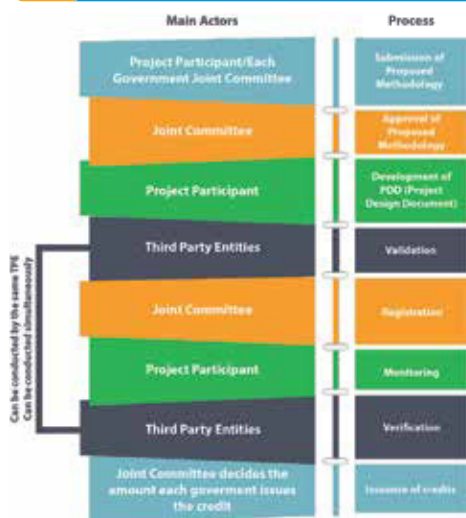 Main Actors
Process
Project Participant/Each
Government Joint Committee
Submission of
Proposed
Methodology
Joint Committee
Approval of
Proposed
Methodology
Project Participant
Development of
PDD (Project
Design Document)
Third Party Entities
Validation
Can be conducted by the same TPE
Can be conducted simultaneously
Joint Committee
Registration
Project Participant
Monitoring
Third Party Entities
Verification
Joint Committee decides the
amount each goverment issues
the credit
Issuance of credits